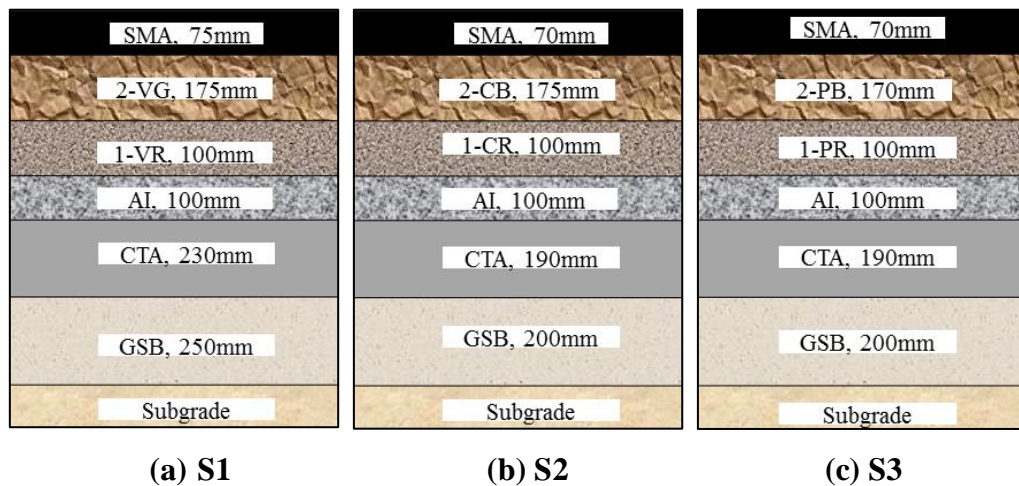 SMA, 75mm
2-VG, 175mm
1-VR, 100mm
AI, 100mm
CTA, 230mm
GSB, 250mm
Subgrade
(a) S1
SMA, 70mm
2-CB, 175mm
1-CR, 100mm
AI, 100mm
CTA, 190mm
GSB, 200mm
Subgrade
(b) S2
SMA, 70mm
2-PB, 170mm
1-PR, 100mm
AI, 100mm
CTA, 190mm
GSB, 200mm
Subgrade
(c) S3